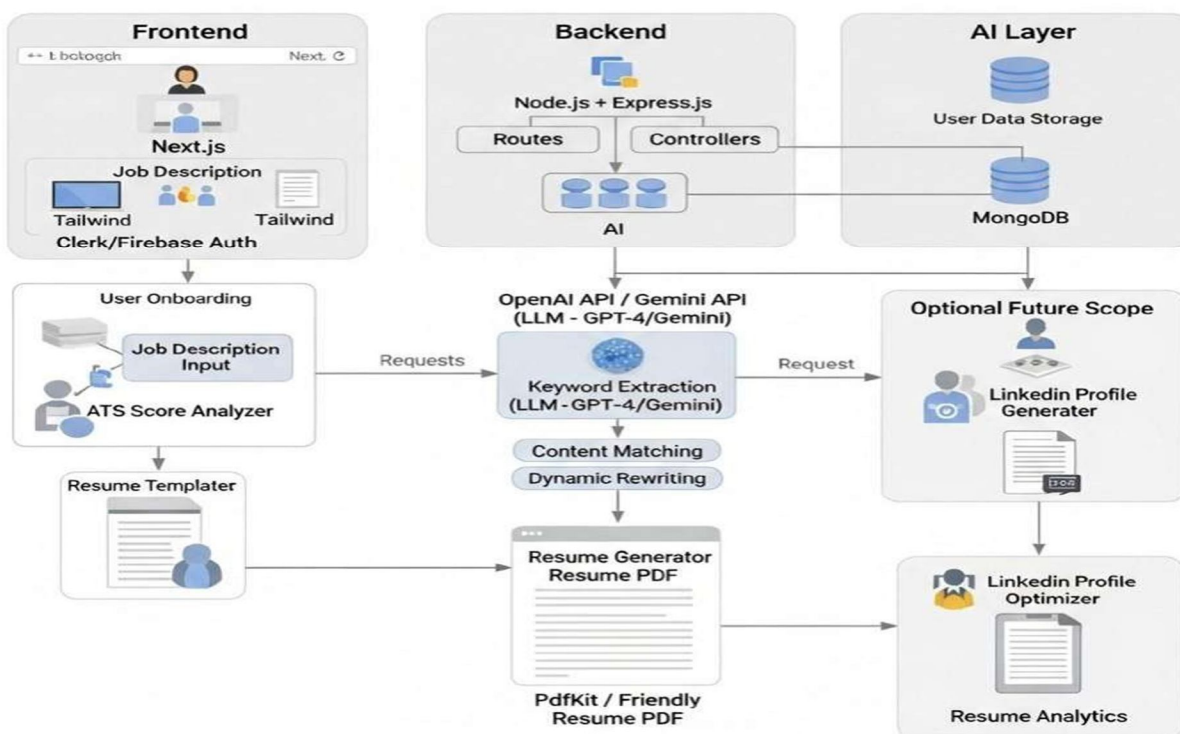 Frontend
Next.
Next.js
Job Description
Tailwind
Tailwind
Clerk/Firebase Auth
Backend
Node.js + Express.js
Routes
Controllers
AI
AI Layer
User Data Storage
MongoDB
User Onboarding
Job Description
Input
ATS Score Analyzer
Requests
OpenAI API / Gemini API
(LLM - GPT-4/Gemini)
Keyword Extraction
(LLM - GPT-4/Gemini)
Request
Optional Future Scope
Linkedin Profile
Generater
Content Matching
Dynamic Rewriting
Resume Templater
Resume Generator
Resume PDF
PdfKit / Friendly
Resume PDF
Linkedin Profile
Optimizer
Resume Analytics